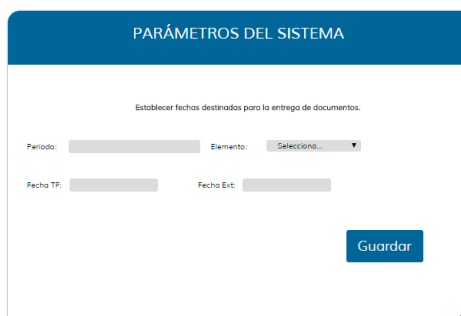 PARÁMETROS DEL SISTEMA
Establecer fechas destinadas para la entrega de documentos.
Periodo: Elemento: Selecciona...
Fecha TF: Fecha Ext:
Guardar